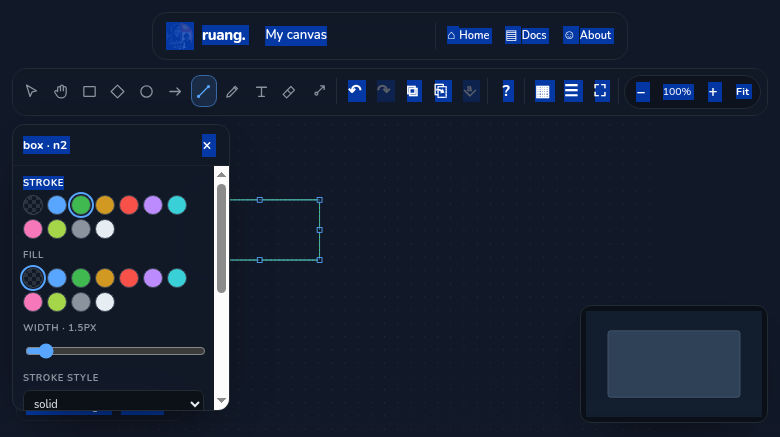 ruang. My canvas ⌂ Home ▤ Docs ☺ About
? − 100% + Fit
box · n2 ×
STROKE
FILL
WIDTH · 1.5PX
STROKE STYLE
solid